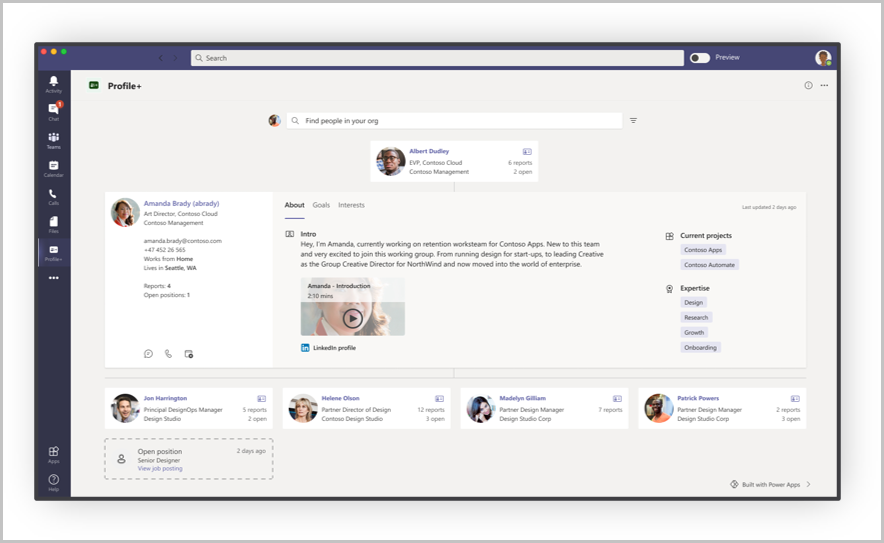 Search
Preview
Activity
1
Chat
Teams
Calendar
Calls
Files
Profile+
Apps
Help
Profile+
Find people in your org
Albert Dudley
EVP, Contoso Cloud
6 reports
Contoso Management
2 open
Amanda Brady (abrady)
Art Director, Contoso Cloud
Contoso Management
amanda.brady@contoso.com
+47 452 26 565
Works from Home
Lives in Seattle, WA
Reports: 4
Open positions: 1
About
Goals
Interests
Last updated 2 days ago
Intro
Hey, I'm Amanda, currently working on retention worksteam for Contoso Apps. New to this team
and very excited to join this working group. From running design for start-ups, to leading Creative
as the Group Creative Director for NorthWind and now moved into the world of enterprise.
Amanda - Introduction
2:10 mins
LinkedIn profile
Current projects
Contoso Apps
Contoso Automate
Expertise
Design
Research
Growth
Onboarding
Jon Harrington
Principal DesignOps Manager
5 reports
Design Studio
2 open
Helene Olson
Partner Director of Design
12 reports
Contoso Design Studio
3 open
Madelyn Gilliam
Partner Design Manager
7 reports
Design Studio Corp
Patrick Powers
Partner Design Manager
2 reports
Design Studio Corp
3 open
Open position
2 days ago
Senior Designer
View job posting
Built with Power Apps